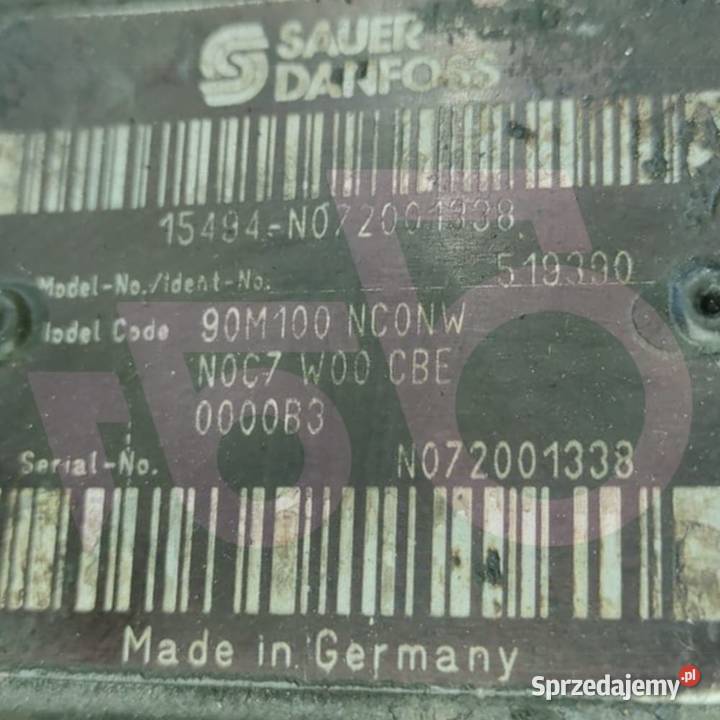 SAUER
DANFOSS
15494-N072001338
Model-No./Ident-No. 519390
Model Code 90M100 NC0NW
N0C7 W00 CBE
0000B3
Serial-No. N072001338
Made in Germany
Sprzedajemy.pl